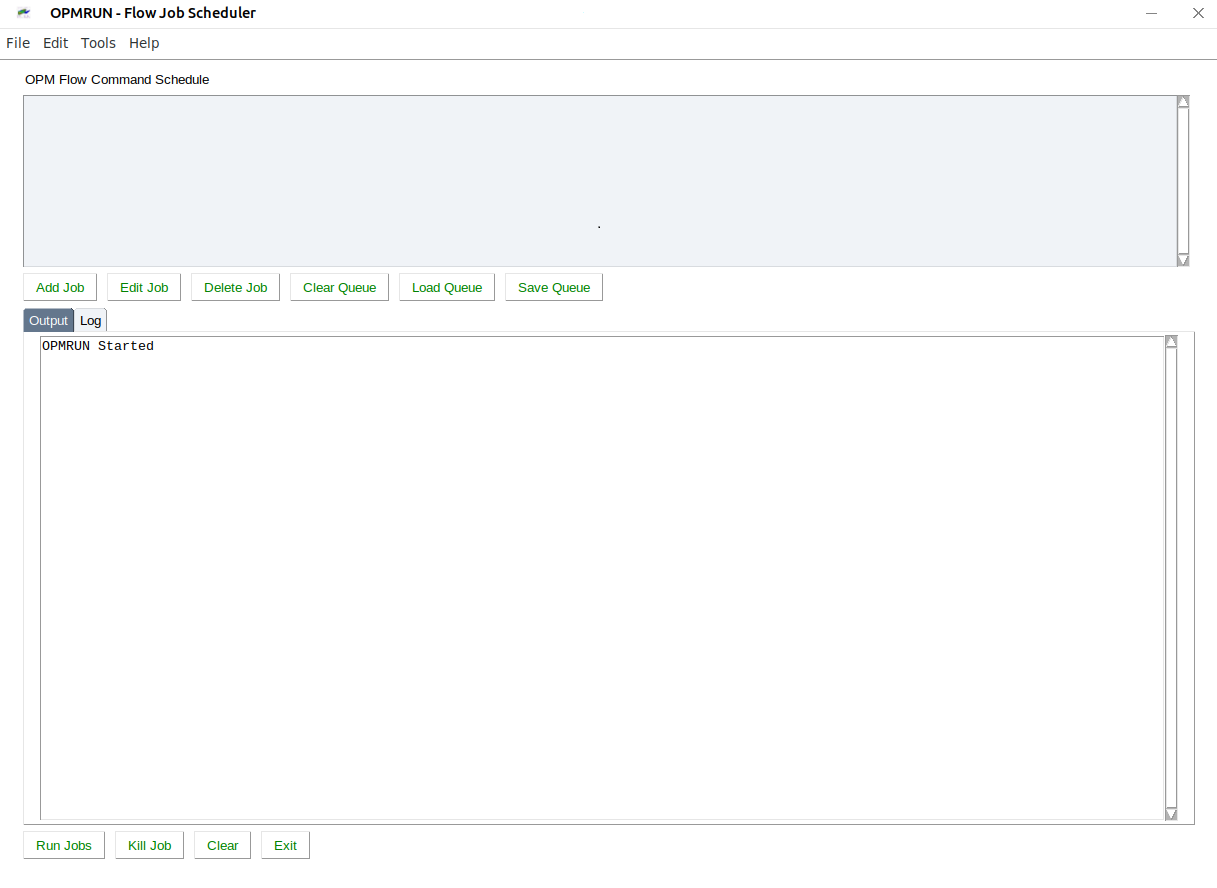 OPMRUN - Flow Job Scheduler
File Edit Tools Help
OPM Flow Command Schedule
.
Add Job Edit Job Delete Job Clear Queue Load Queue Save Queue
Output Log
OPMRUN Started
Run Jobs Kill Job Clear Exit